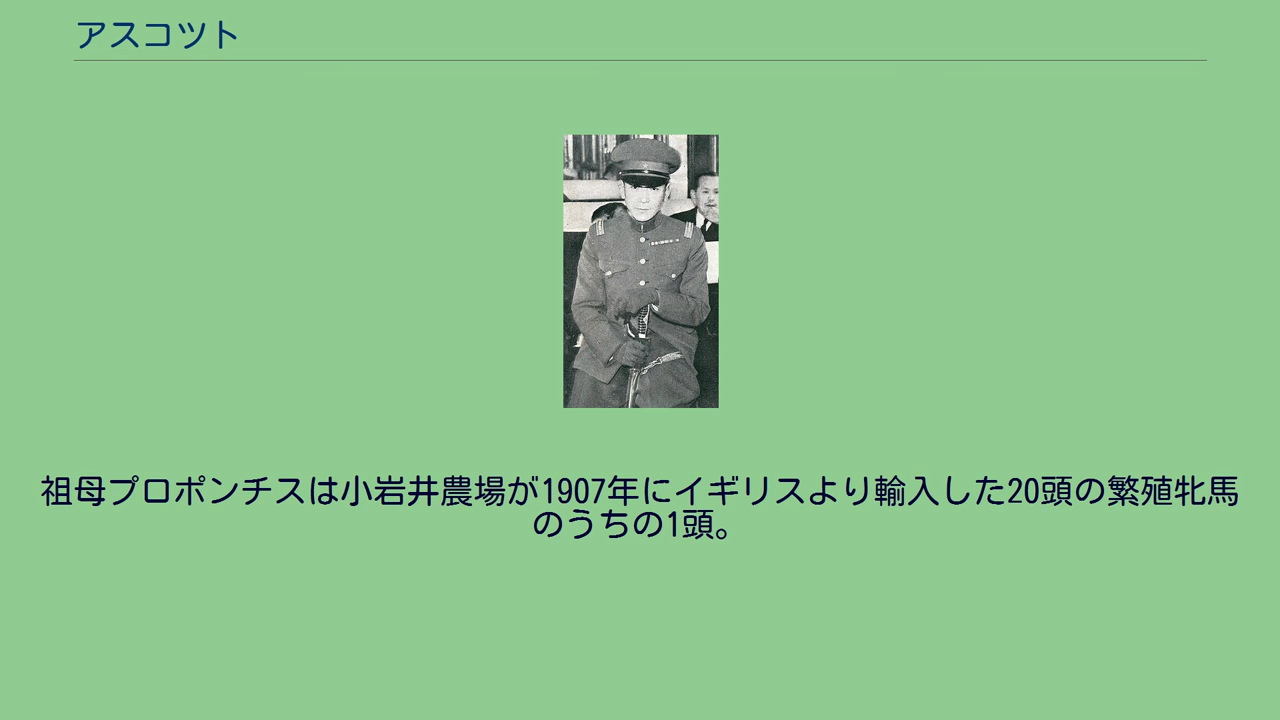 アスコツト
祖母プロポンチスは小岩井農場が1907年にイギリスより輸入した20頭の繁殖牝馬
のうちの1頭。